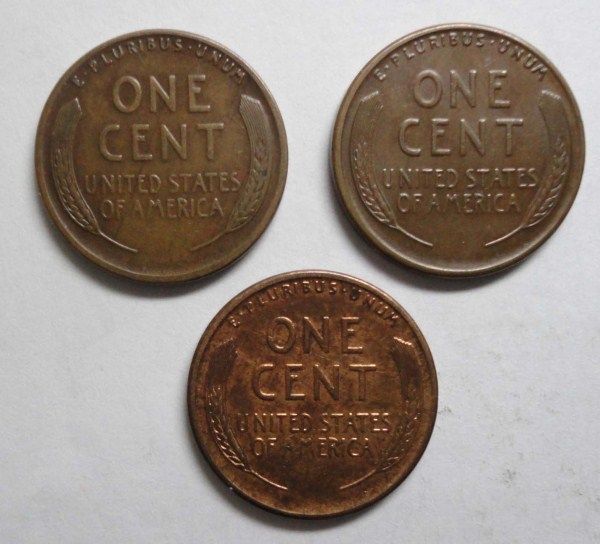 E·PLURIBUS·UNUM
ONE
CENT
UNITED STATES
OF AMERICA
E·PLURIBUS·UNUM
ONE
CENT
UNITED STATES
OF AMERICA
E·PLURIBUS·UNUM
ONE
CENT
UNITED STATES
OF AMERICA